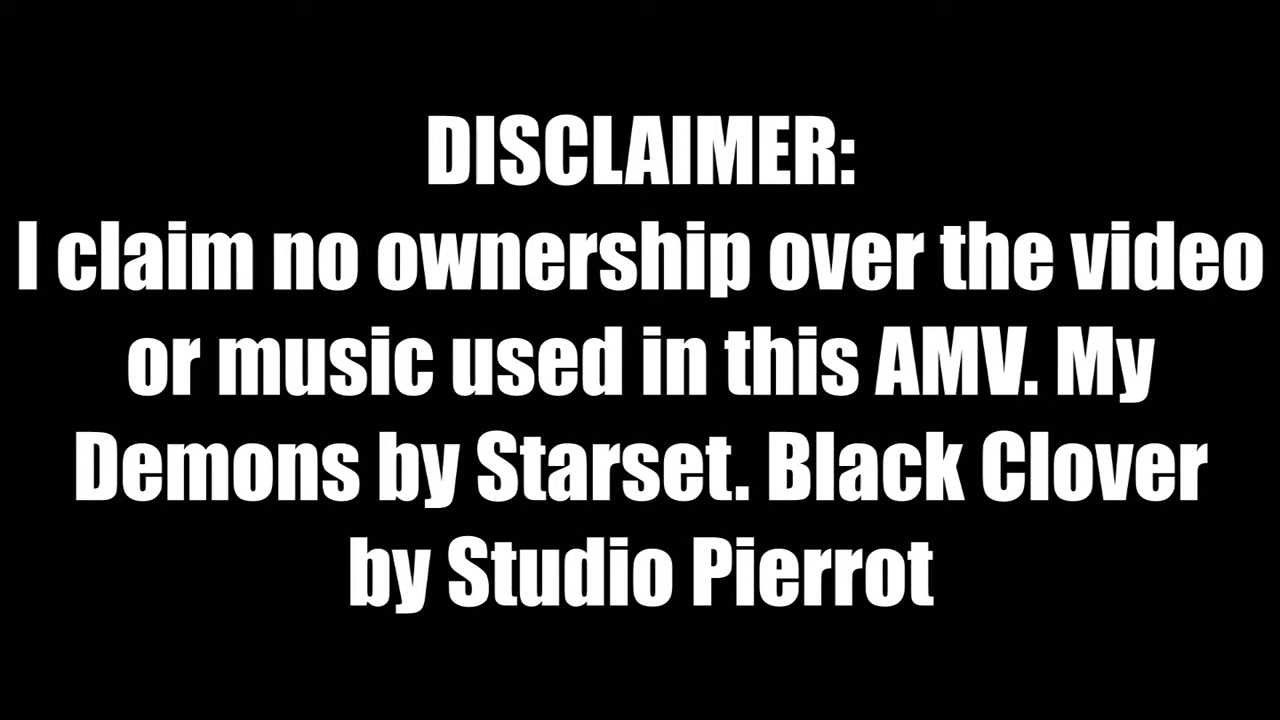 DISCLAIMER:
I claim no ownership over the video
or music used in this AMV. My
Demons by Starset. Black Clover
by Studio Pierrot